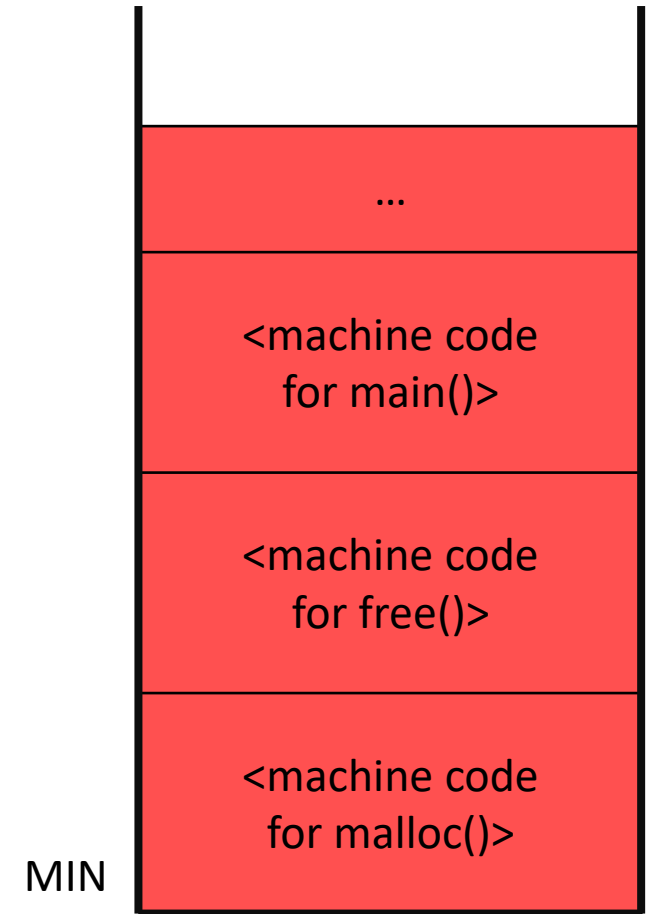 ...
<machine code
for main()>
<machine code
for free()>
<machine code
for malloc()>
MIN